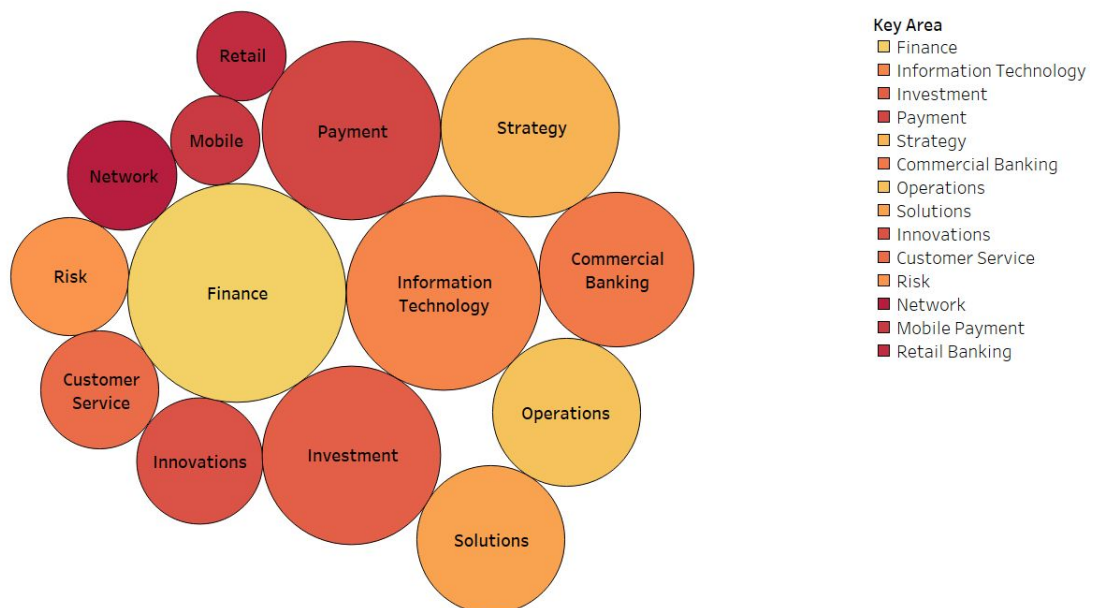 Retail
Mobile
Payment
Strategy
Network
Risk
Finance
Information
Technology
Commercial
Banking
Customer
Service
Innovations
Investment
Operations
Solutions
Key Area
Finance
Information Technology
Investment
Payment
Strategy
Commercial Banking
Operations
Solutions
Innovations
Customer Service
Risk
Network
Mobile Payment
Retail Banking